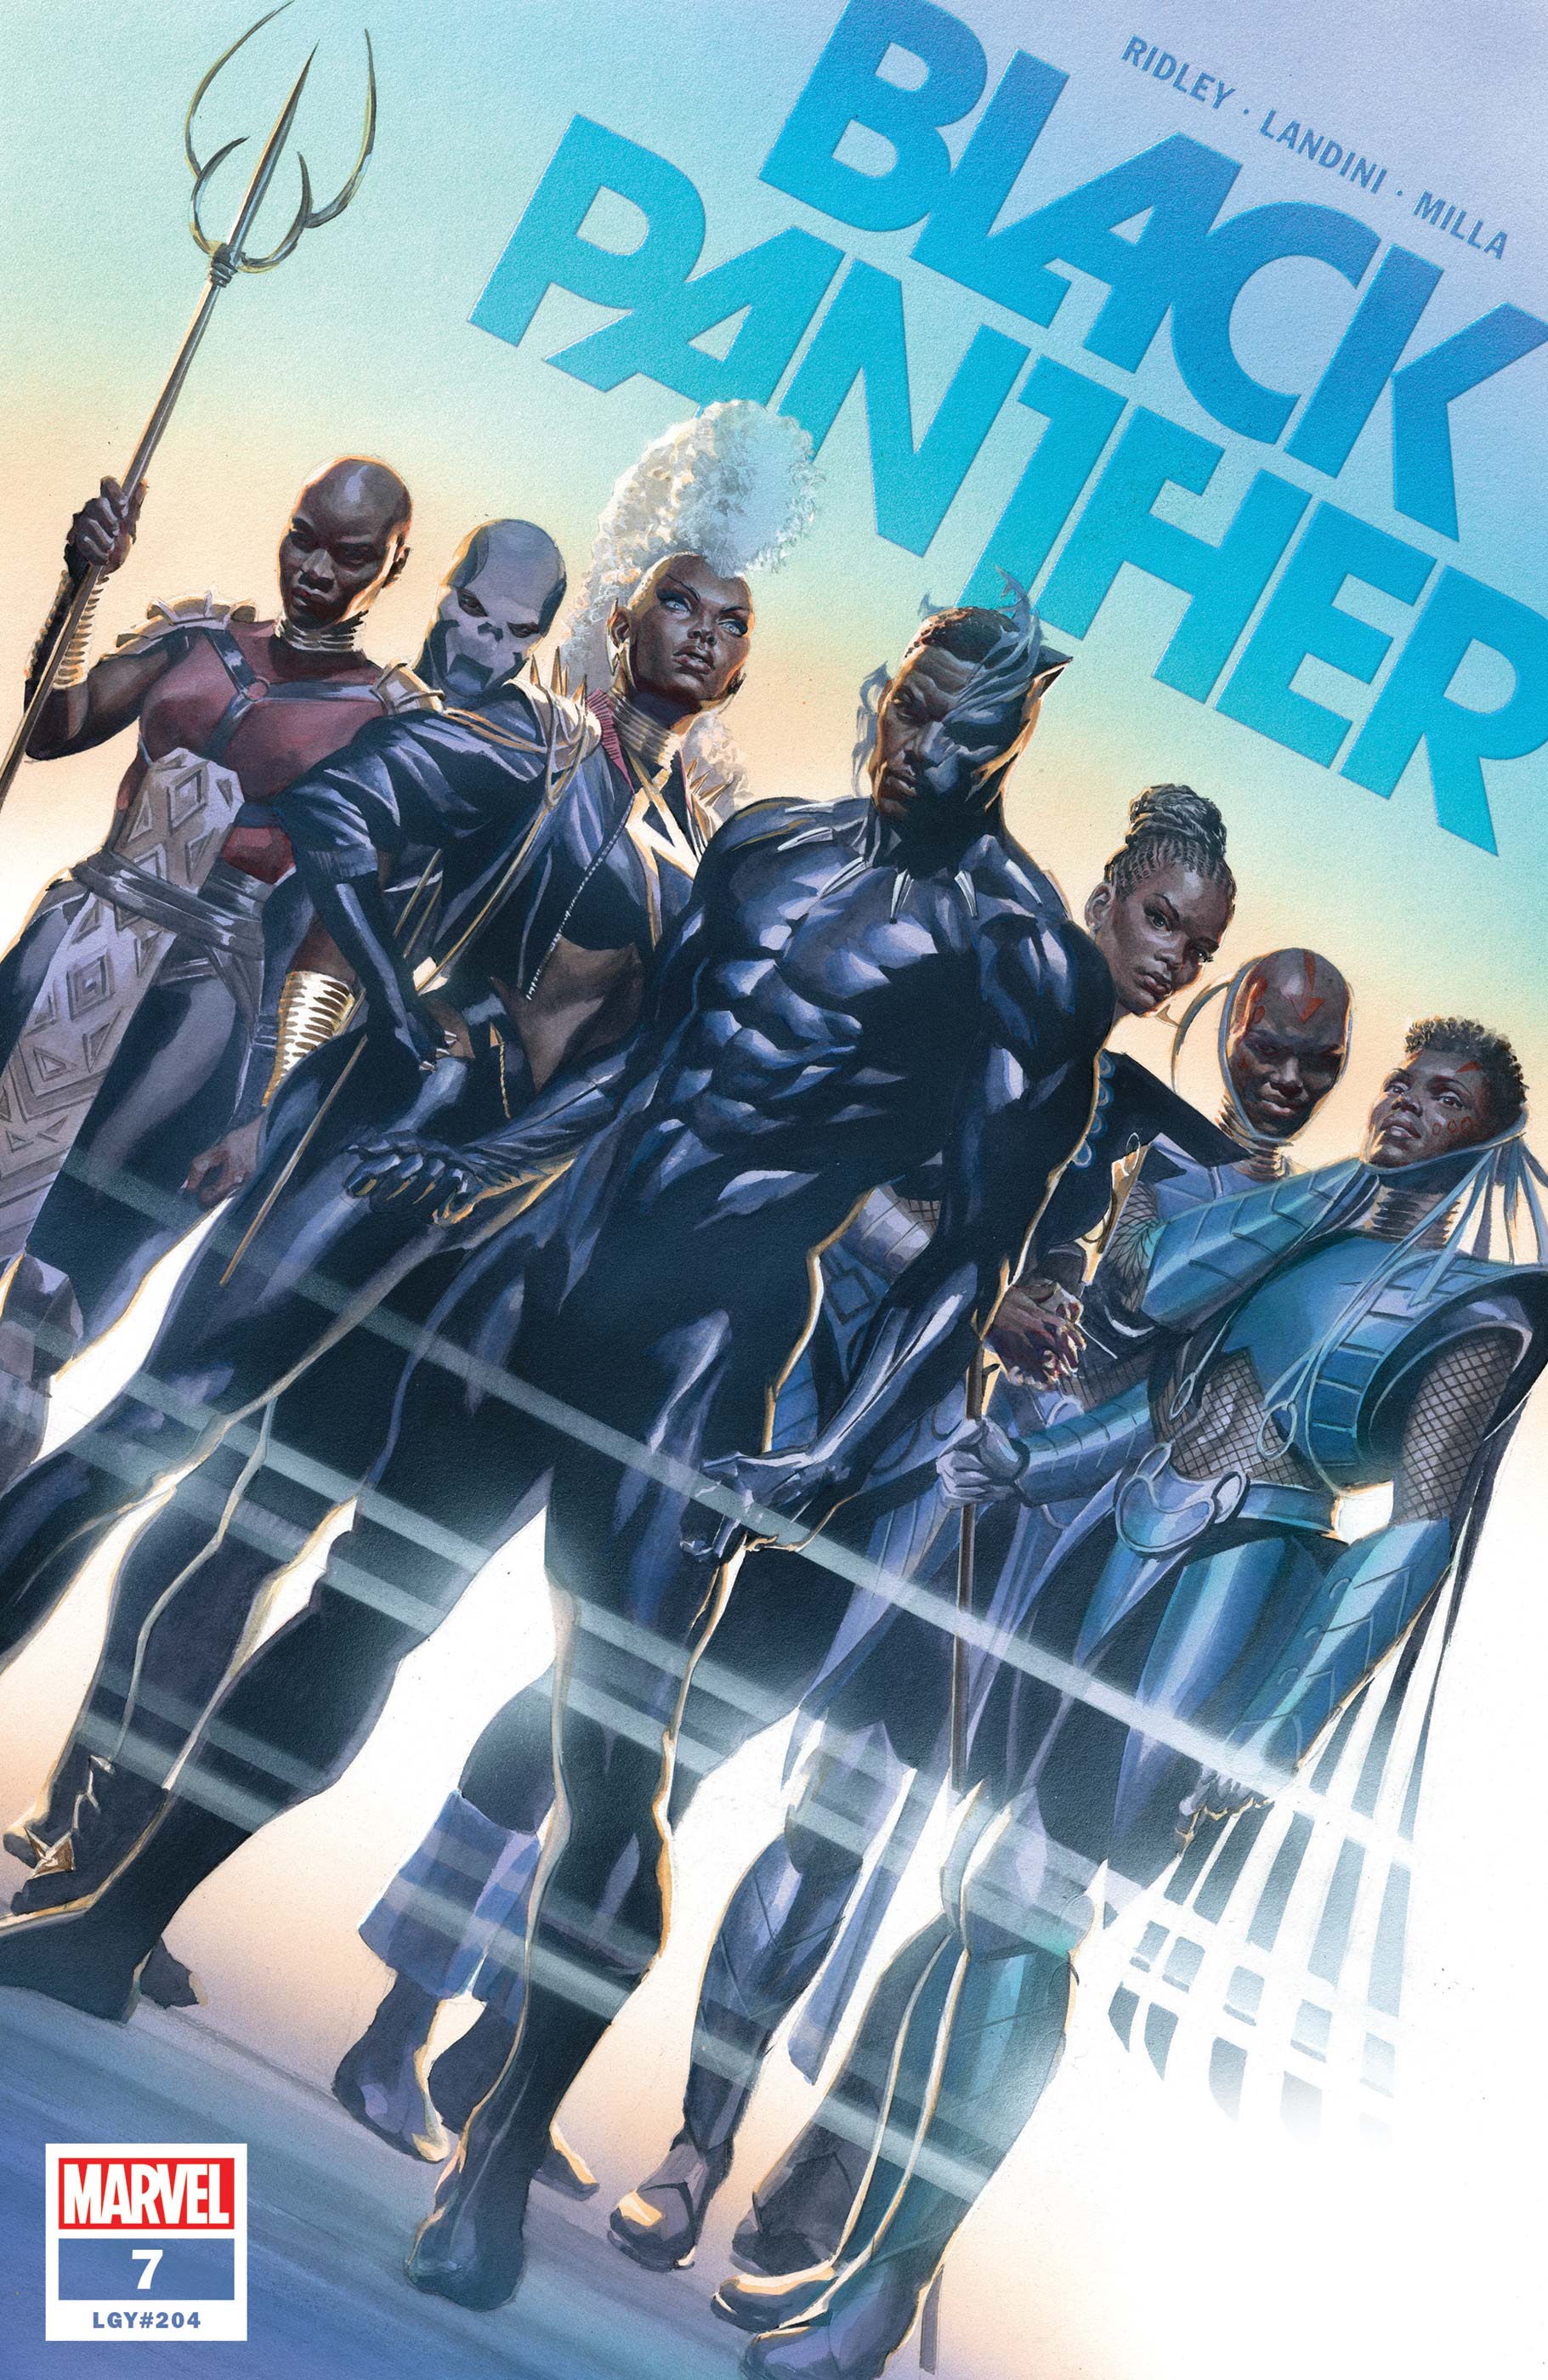 RIDLEY · LANDINI · MILLA
BLACK
PANTHER
MARVEL
7
LGY#204